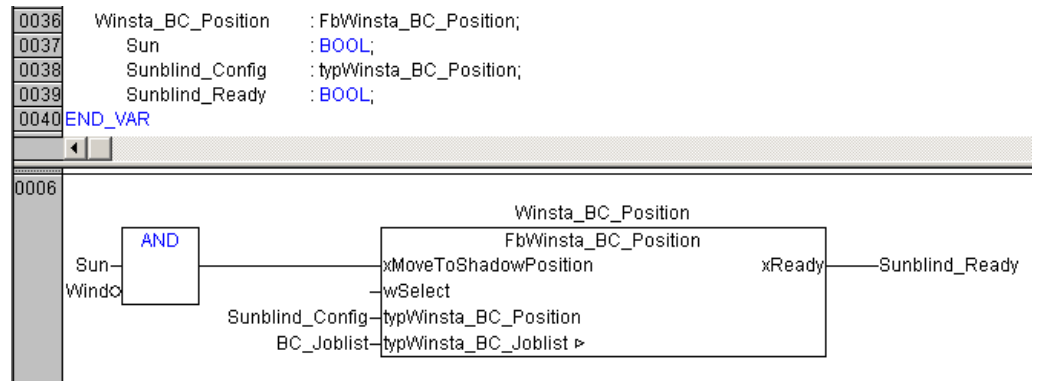 0036 Winsta_BC_Position : FbWinsta_BC_Position;
0037 Sun : BOOL;
0038 Sunblind_Config : typWinsta_BC_Position;
0039 Sunblind_Ready : BOOL;
0040 END_VAR
0006
Winsta_BC_Position
AND FbWinsta_BC_Position
Sun xMoveToShadowPosition xReady Sunblind_Ready
Wind wSelect
Sunblind_Config typWinsta_BC_Position
BC_Joblist typWinsta_BC_Joblist ▹